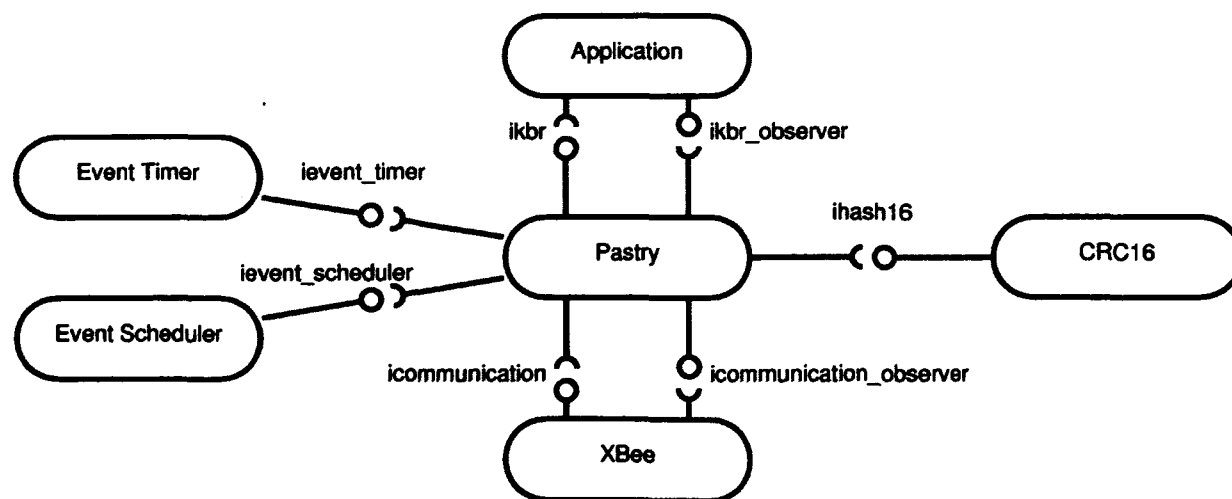 Application
ikbr
ikbr_observer
Event Timer
ievent_timer
ihash16
Pastry
CRC16
ievent_scheduler
Event Scheduler
icommunication
icommunication_observer
XBee